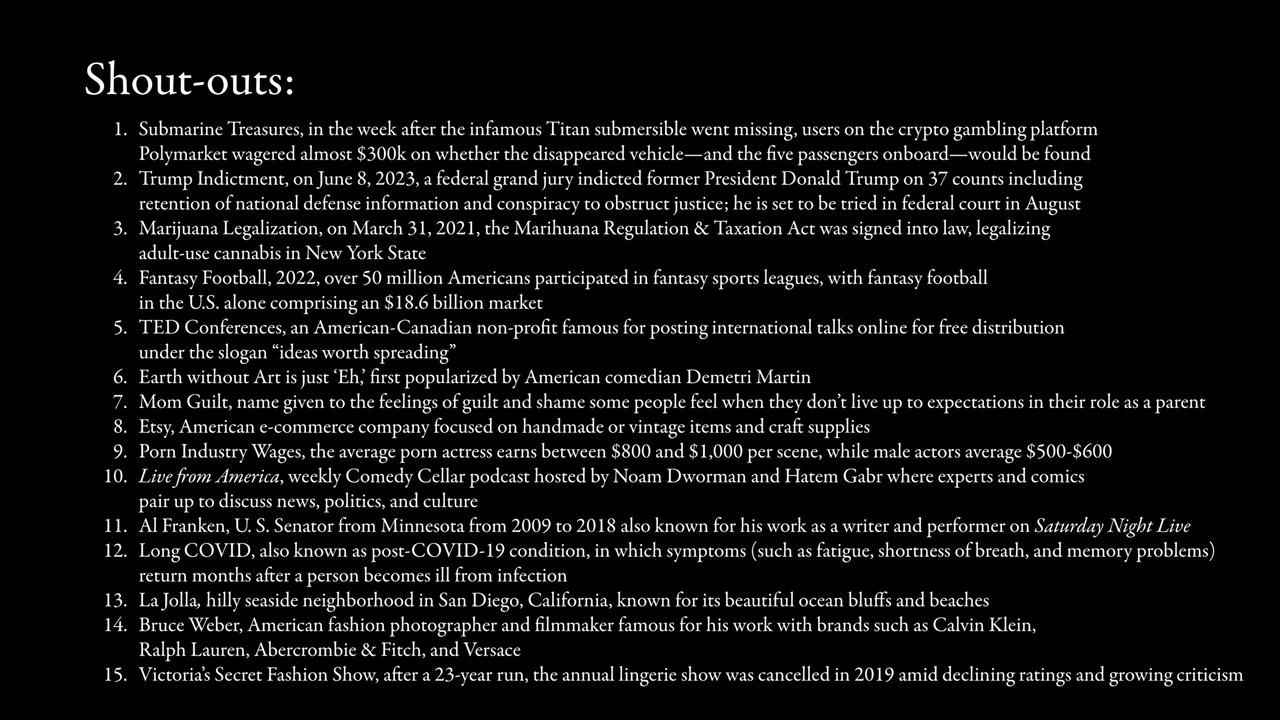 Shout-outs:
1. Submarine Treasures, in the week after the infamous Titan submersible went missing, users on the crypto gambling platform
Polymarket wagered almost $300k on whether the disappeared vehicle—and the five passengers onboard—would be found
2. Trump Indictment, on June 8, 2023, a federal grand jury indicted former President Donald Trump on 37 counts including
retention of national defense information and conspiracy to obstruct justice; he is set to be tried in federal court in August
3. Marijuana Legalization, on March 31, 2021, the Marihuana Regulation & Taxation Act was signed into law, legalizing
adult-use cannabis in New York State
4. Fantasy Football, 2022, over 50 million Americans participated in fantasy sports leagues, with fantasy football
in the U.S. alone comprising an $18.6 billion market
5. TED Conferences, an American-Canadian non-profit famous for posting international talks online for free distribution
under the slogan “ideas worth spreading”
6. Earth without Art is just ‘Eh,’ first popularized by American comedian Demetri Martin
7. Mom Guilt, name given to the feelings of guilt and shame some people feel when they don’t live up to expectations in their role as a parent
8. Etsy, American e-commerce company focused on handmade or vintage items and craft supplies
9. Porn Industry Wages, the average porn actress earns between $800 and $1,000 per scene, while male actors average $500-$600
10. Live from America, weekly Comedy Cellar podcast hosted by Noam Dworman and Hatem Gabr where experts and comics
pair up to discuss news, politics, and culture
11. Al Franken, U. S. Senator from Minnesota from 2009 to 2018 also known for his work as a writer and performer on Saturday Night Live
12. Long COVID, also known as post-COVID-19 condition, in which symptoms (such as fatigue, shortness of breath, and memory problems)
return months after a person becomes ill from infection
13. La Jolla, hilly seaside neighborhood in San Diego, California, known for its beautiful ocean bluffs and beaches
14. Bruce Weber, American fashion photographer and filmmaker famous for his work with brands such as Calvin Klein,
Ralph Lauren, Abercrombie & Fitch, and Versace
15. Victoria’s Secret Fashion Show, after a 23-year run, the annual lingerie show was cancelled in 2019 amid declining ratings and growing criticism